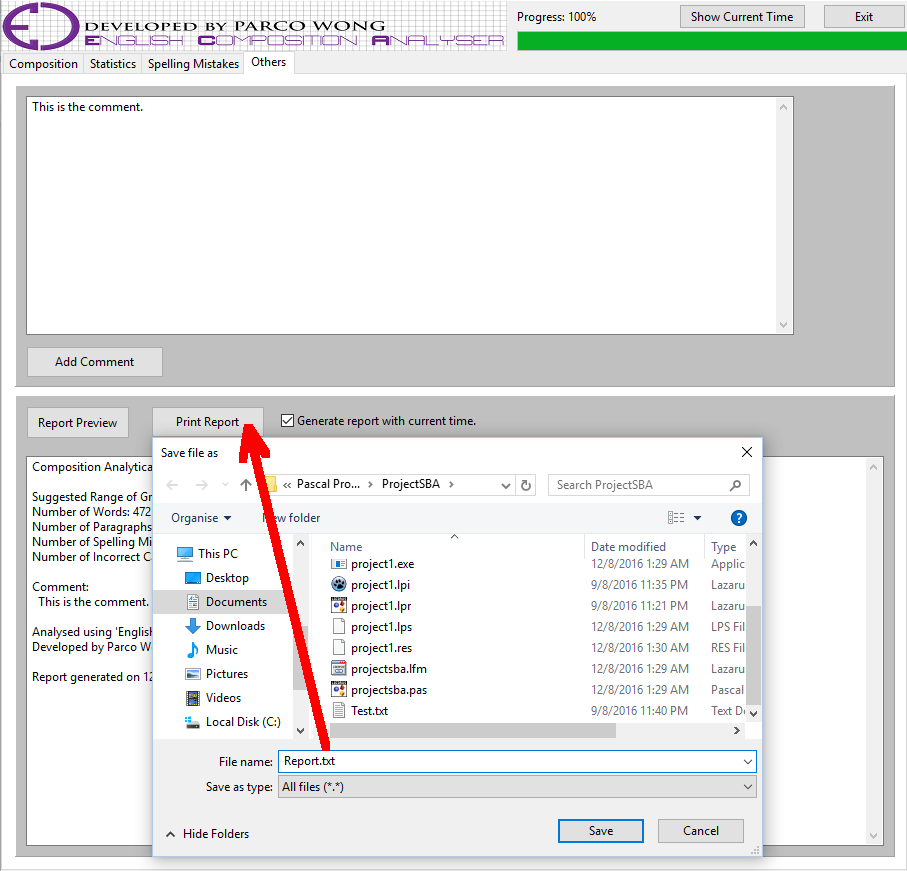 DEVELOPED BY PARCO WONG
ENGLISH COMPOSITION ANALYSER
Progress: 100%
Show Current Time
Exit
Composition
Statistics
Spelling Mistakes
Others
This is the comment.
Add Comment
Report Preview
Print Report
Generate report with current time.
Composition Analytica
Suggested Range of Gr
Number of Words: 472
Number of Paragraphs
Number of Spelling Mi
Number of Incorrect C
Comment:
This is the comment.
Analysed using 'English
Developed by Parco W
Report generated on 12
Save file as
« Pascal Pro... > ProjectSBA >
Search ProjectSBA
Organise
New folder
?
This PC
Desktop
Documents
Downloads
Music
Pictures
Videos
Local Disk (C:)
Name Date modified Type
project1.exe 12/8/2016 1:29 AM Applic
project1.lpi 9/8/2016 11:35 PM Lazaru
project1.lpr 9/8/2016 11:21 PM Lazaru
project1.lps 12/8/2016 1:29 AM LPS Fil
project1.res 12/8/2016 1:30 AM RES Fil
projectsba.lfm 12/8/2016 1:29 AM Lazaru
projectsba.pas 12/8/2016 1:29 AM Pascal
Test.txt 9/8/2016 11:40 PM Text Do
File name: Report.txt
Save as type: All files (*.*)
Hide Folders
Save
Cancel